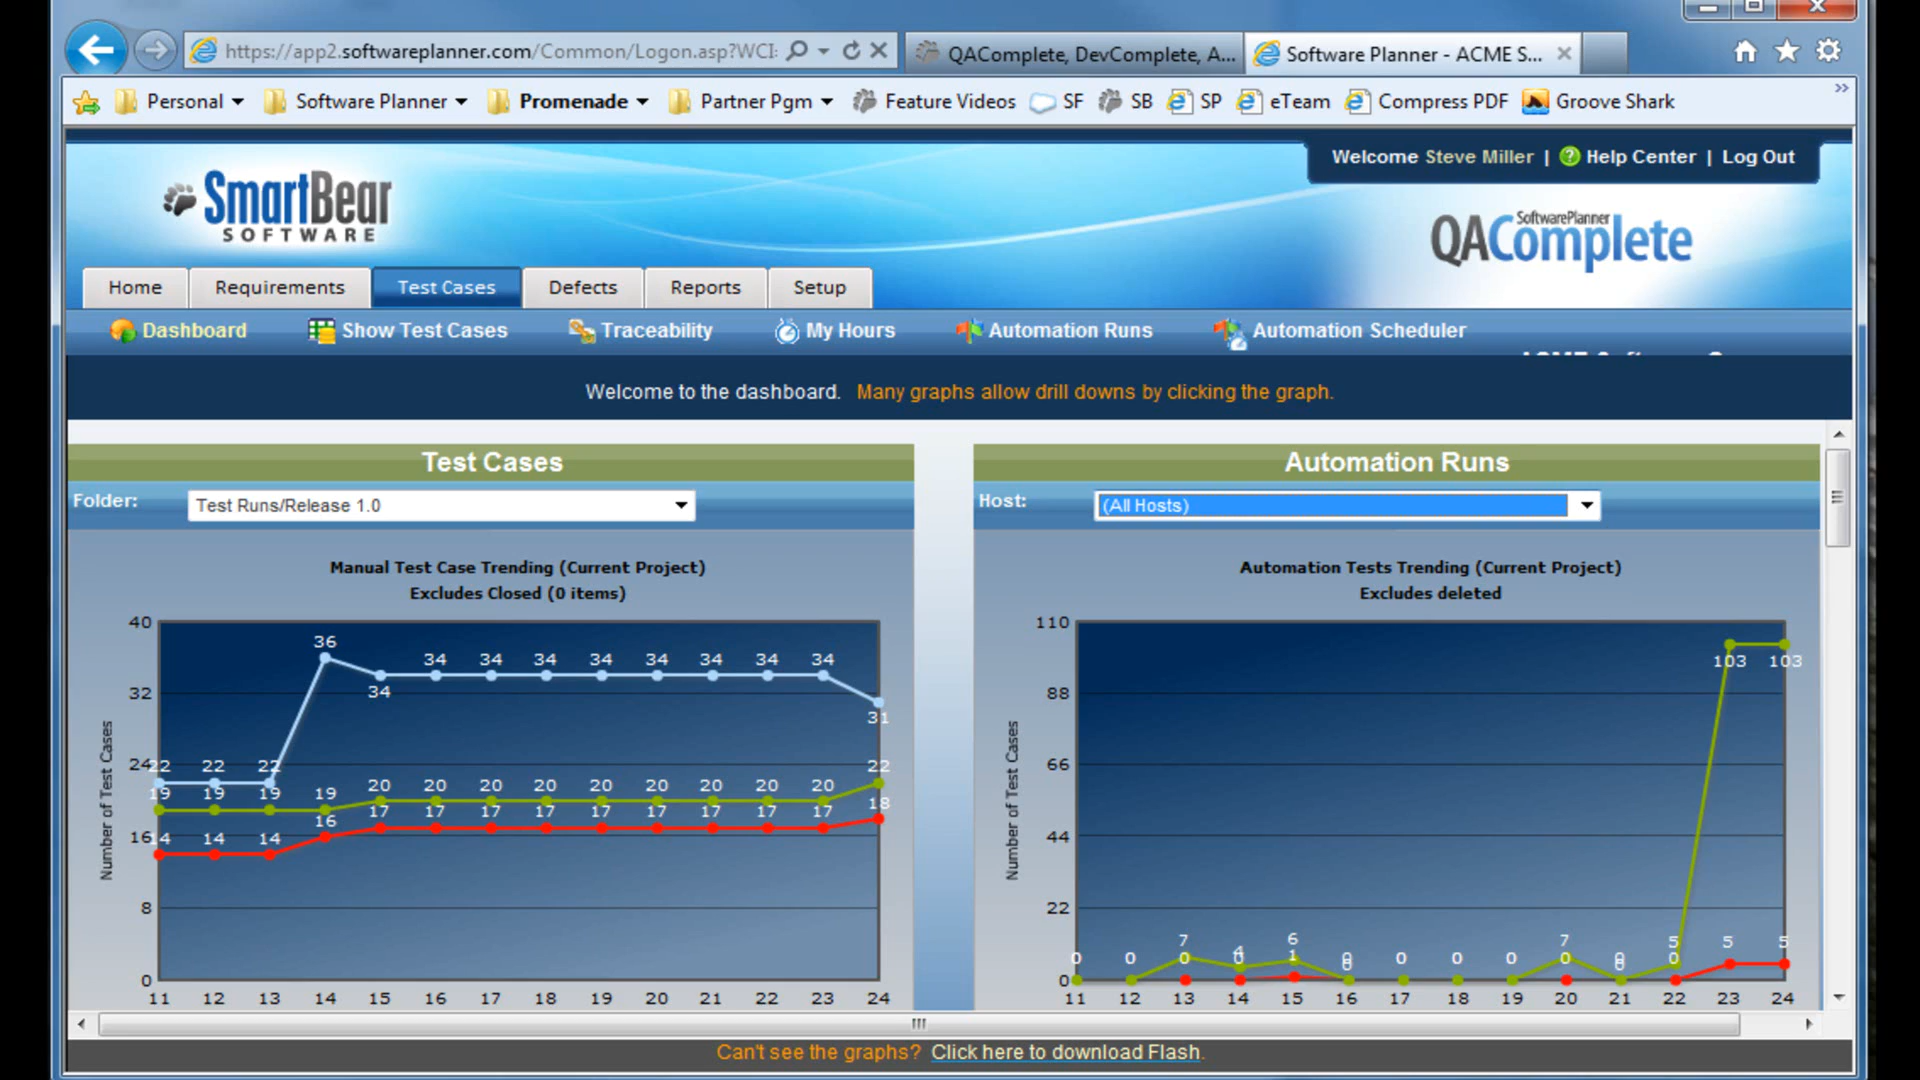 https://app2.softwareplanner.com/Common/Logon.asp?WCI:
QAComplete, DevComplete, A...
Software Planner - ACME S...
Personal
Software Planner
Promenade
Partner Pgm
Feature Videos
SF
SB
SP
eTeam
Compress PDF
Groove Shark
Welcome Steve Miller | Help Center | Log Out
SmartBear
SOFTWARE
SoftwarePlanner
QAComplete
Home
Requirements
Test Cases
Defects
Reports
Setup
Dashboard
Show Test Cases
Traceability
My Hours
Automation Runs
Automation Scheduler
Welcome to the dashboard. Many graphs allow drill downs by clicking the graph.
Test Cases
Folder:
Test Runs/Release 1.0
Manual Test Case Trending (Current Project)
Excludes Closed (0 items)
Number of Test Cases
40
32
24
16
8
0
22 22 22 36 34 34 34 34 34 34 34 34 34 31
19 19 19 19 20 20 20 20 20 20 20 20 20 22
14 14 14 16 17 17 17 17 17 17 17 17 17 18
11 12 13 14 15 16 17 18 19 20 21 22 23 24
Automation Runs
Host:
(All Hosts)
Automation Tests Trending (Current Project)
Excludes deleted
Number of Test Cases
110
88
66
44
22
0
103 103
0 0 7 4 6 0 0 0 0 7 0 5 5 5
0 0 1 0 0 0 0
11 12 13 14 15 16 17 18 19 20 21 22 23 24
Can't see the graphs? Click here to download Flash.